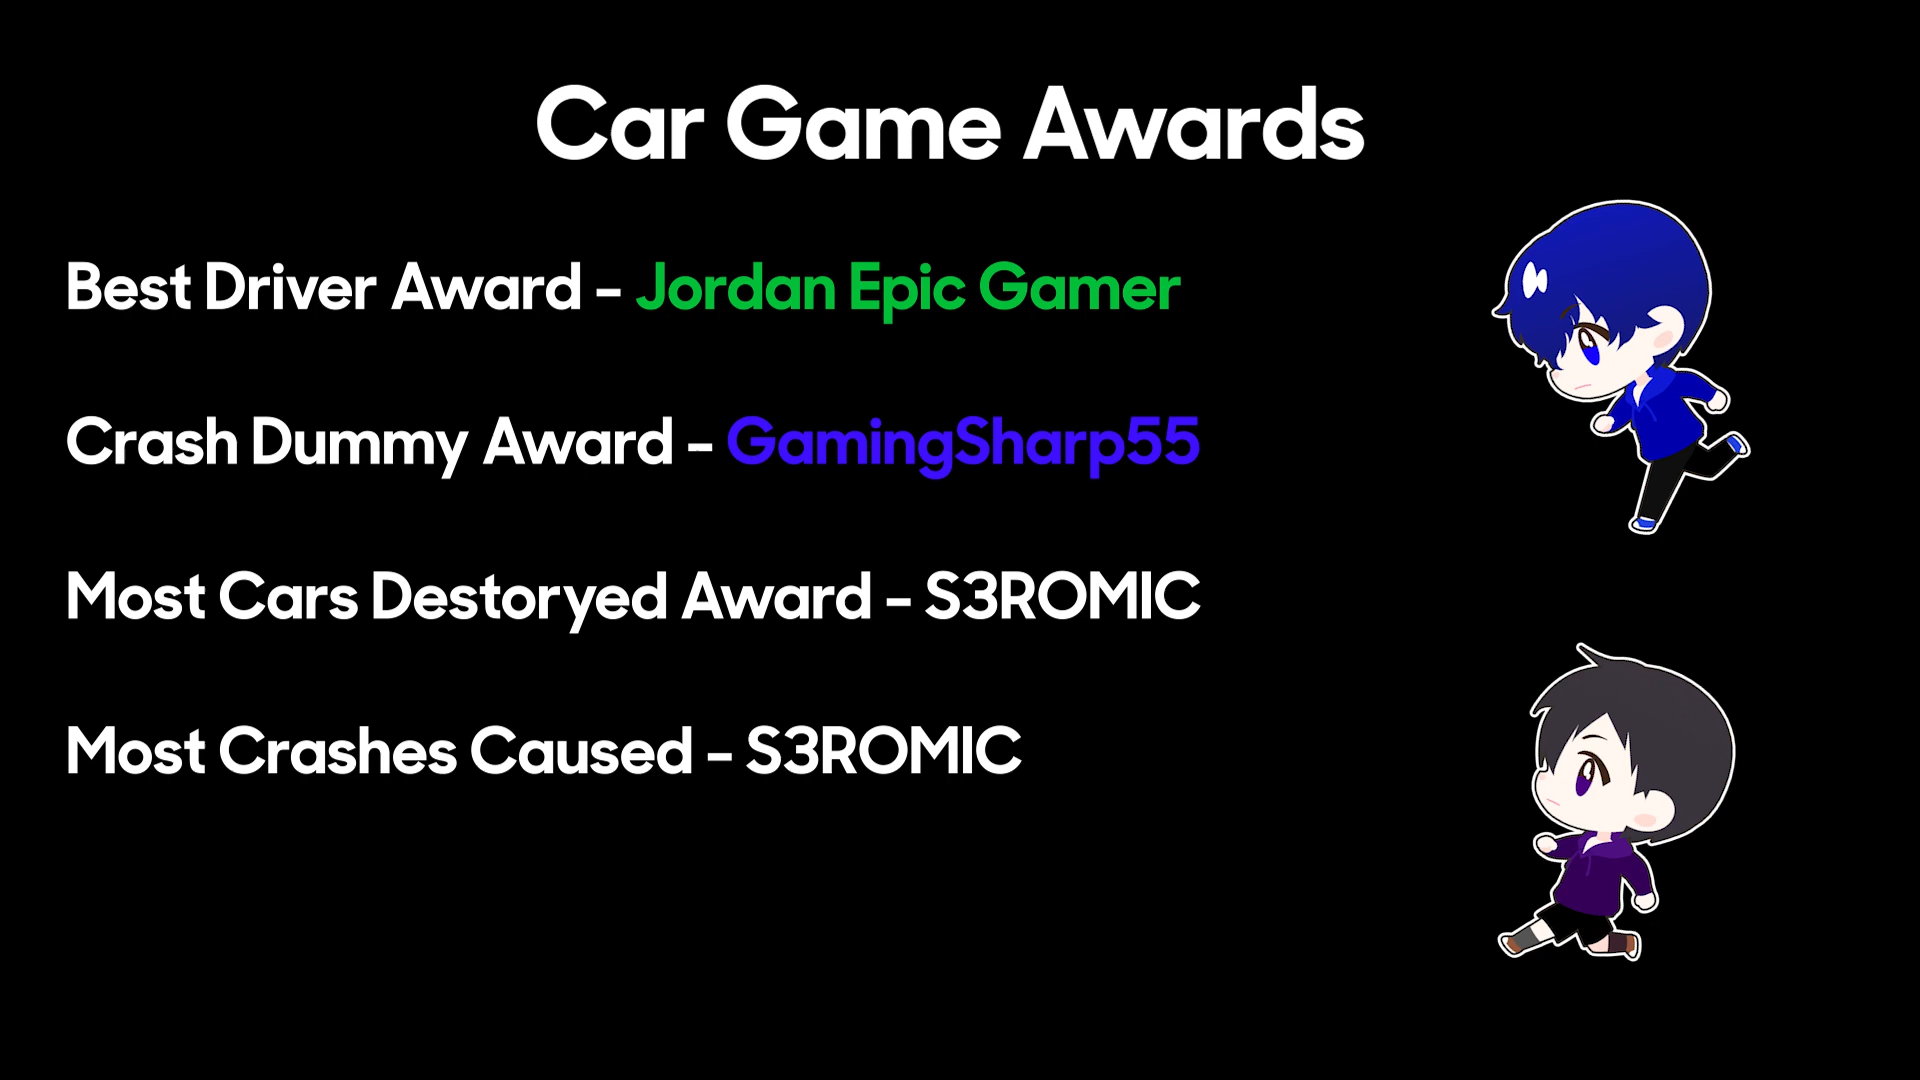 Car Game Awards
Best Driver Award - Jordan Epic Gamer
Crash Dummy Award - GamingSharp55
Most Cars Destoryed Award - S3ROMIC
Most Crashes Caused - S3ROMIC